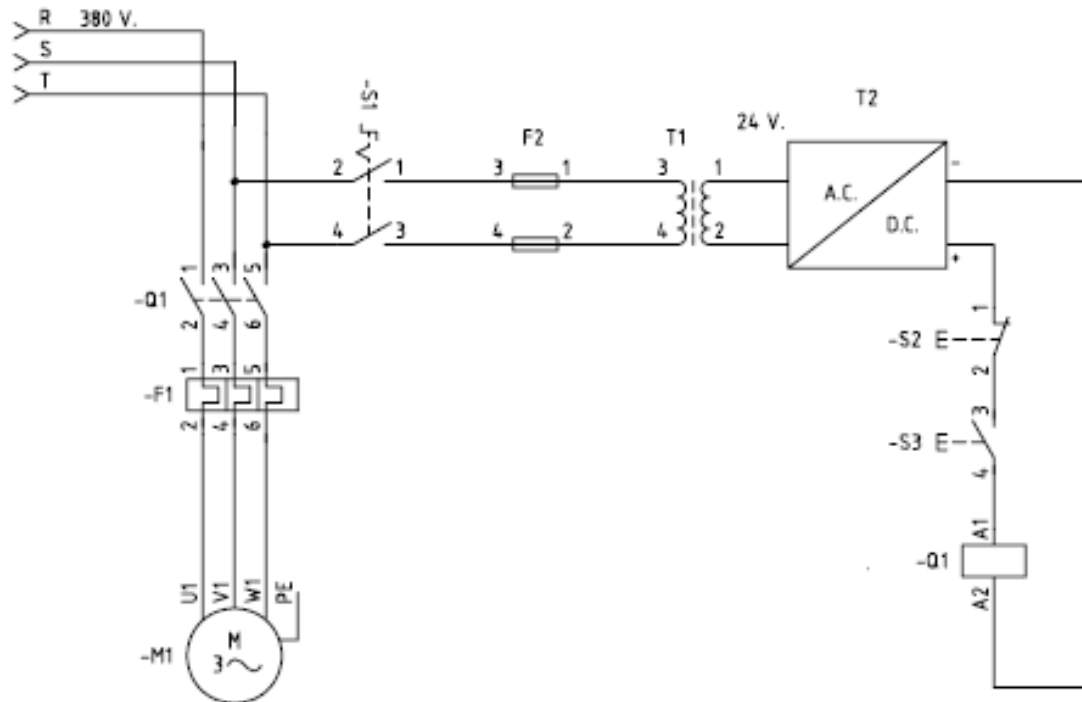 R 380 V.
S
T
-S1
F2
T1
24 V.
T2
2 1 3 1 3 1
A.C.
-
4 3 4 2 4 2
D.C.
+
1 3 5
-Q1
2 4 6
1
-S2
2
1 3 5
-F1
2 4 6
3
-S3
4
A1
-Q1
A2
U1 V1 W1 PE
-M1
M
3